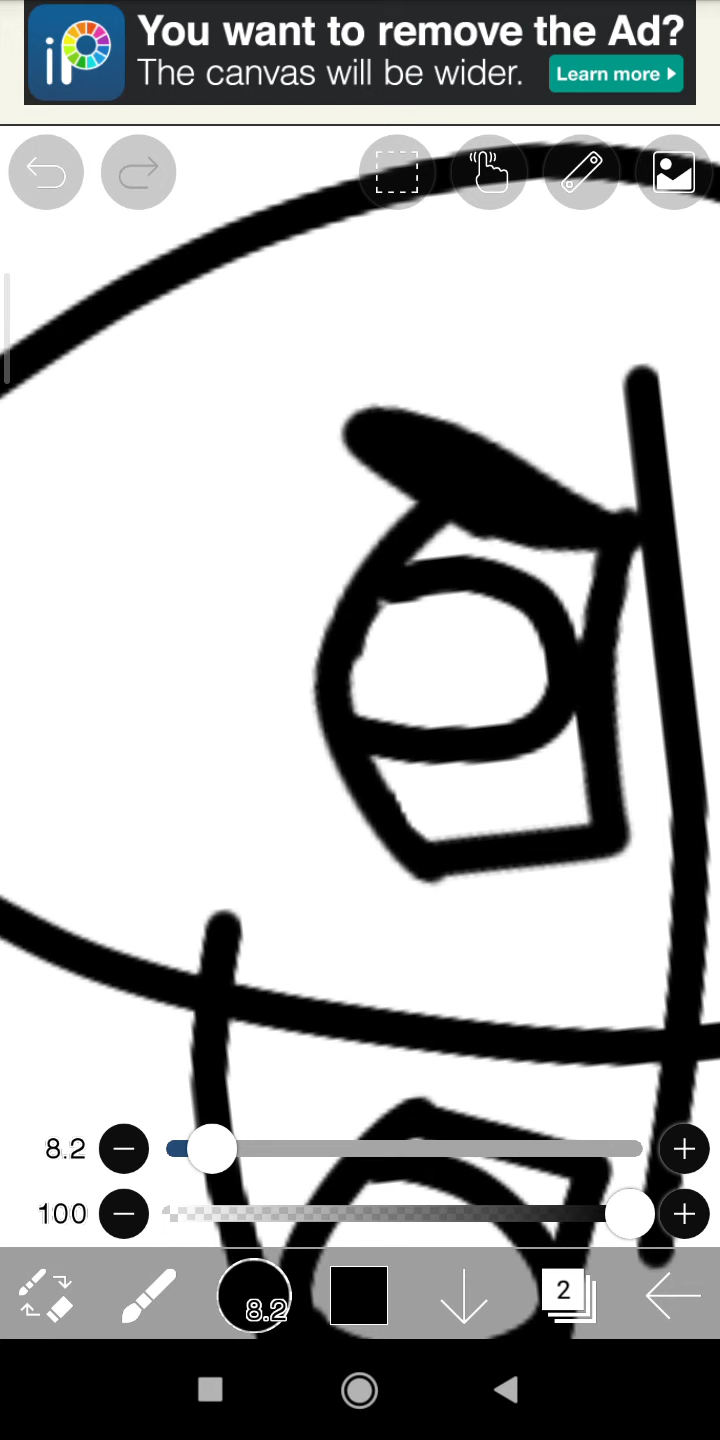 iP
You want to remove the Ad?
The canvas will be wider.
Learn more
8.2
100
8.2
2